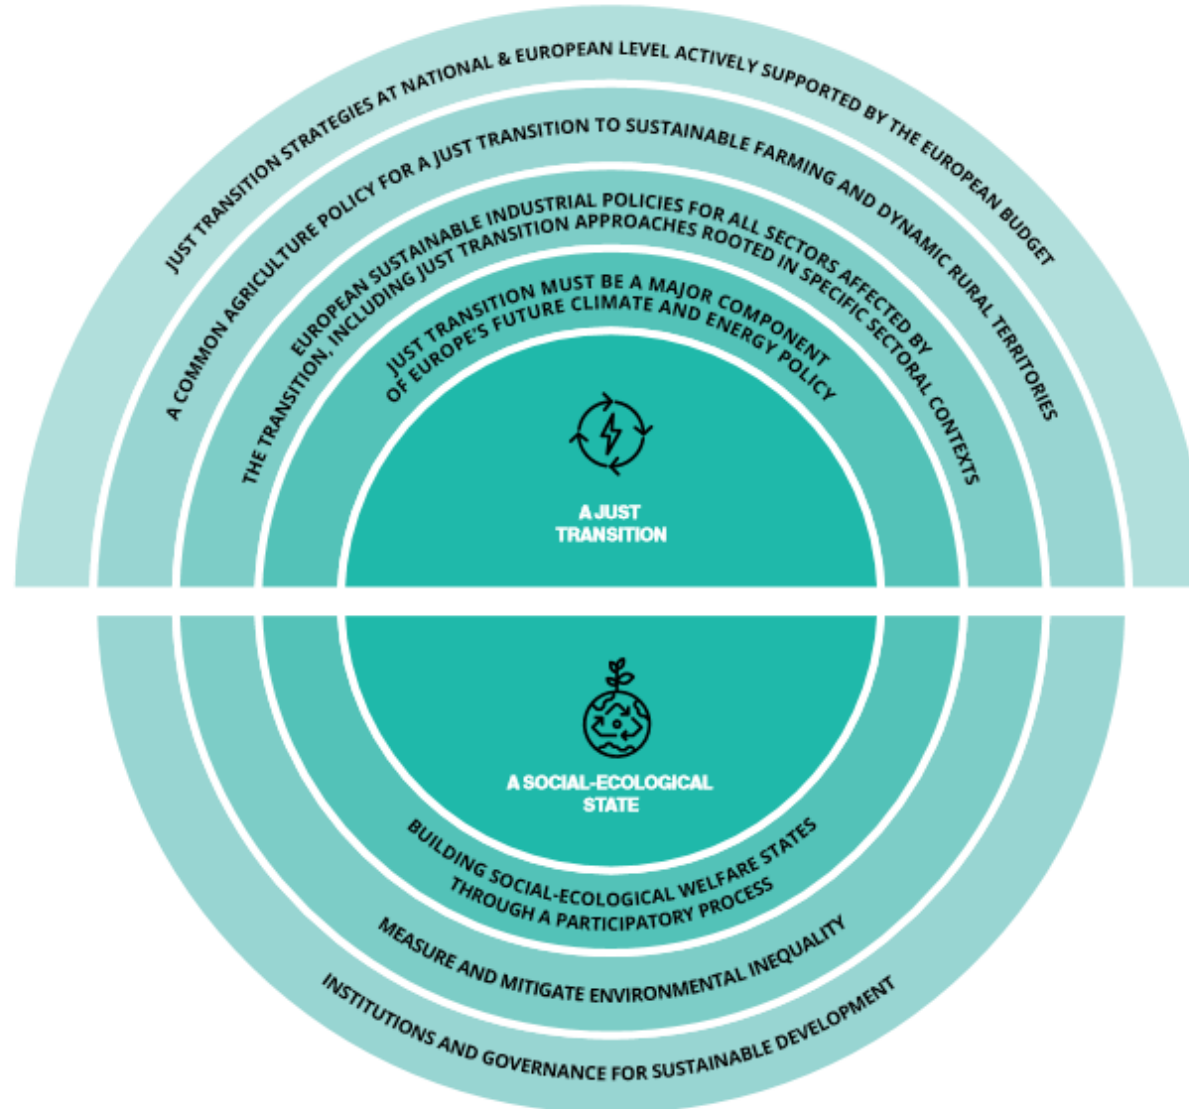 JUST TRANSITION STRATEGIES AT NATIONAL & EUROPEAN LEVEL ACTIVELY SUPPORTED BY THE EUROPEAN BUDGET
A COMMON AGRICULTURE POLICY FOR A JUST TRANSITION TO SUSTAINABLE FARMING AND DYNAMIC RURAL TERRITORIES
EUROPEAN SUSTAINABLE INDUSTRIAL POLICIES FOR ALL SECTORS AFFECTED BY
THE TRANSITION, INCLUDING JUST TRANSITION APPROACHES ROOTED IN SPECIFIC SECTORAL CONTEXTS
JUST TRANSITION MUST BE A MAJOR COMPONENT
OF EUROPE'S FUTURE CLIMATE AND ENERGY POLICY
A JUST
TRANSITION
A SOCIAL-ECOLOGICAL
STATE
BUILDING SOCIAL-ECOLOGICAL WELFARE STATES
THROUGH A PARTICIPATORY PROCESS
MEASURE AND MITIGATE ENVIRONMENTAL INEQUALITY
INSTITUTIONS AND GOVERNANCE FOR SUSTAINABLE DEVELOPMENT